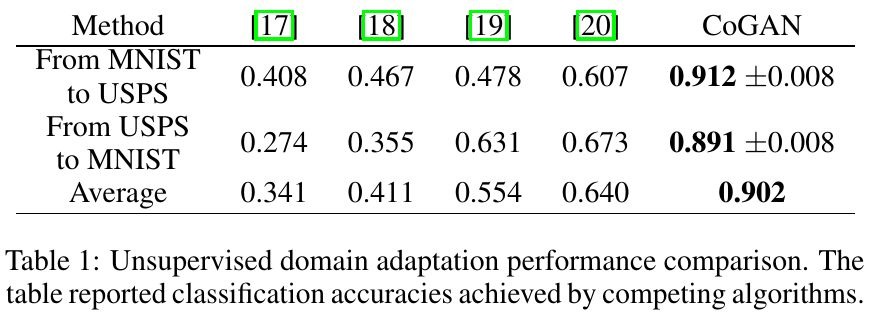 Method [17] [18] [19] [20] CoGAN
From MNIST
to USPS 0.408 0.467 0.478 0.607 0.912 ±0.008
From USPS
to MNIST 0.274 0.355 0.631 0.673 0.891 ±0.008
Average 0.341 0.411 0.554 0.640 0.902
Table 1: Unsupervised domain adaptation performance comparison. The
table reported classification accuracies achieved by competing algorithms.